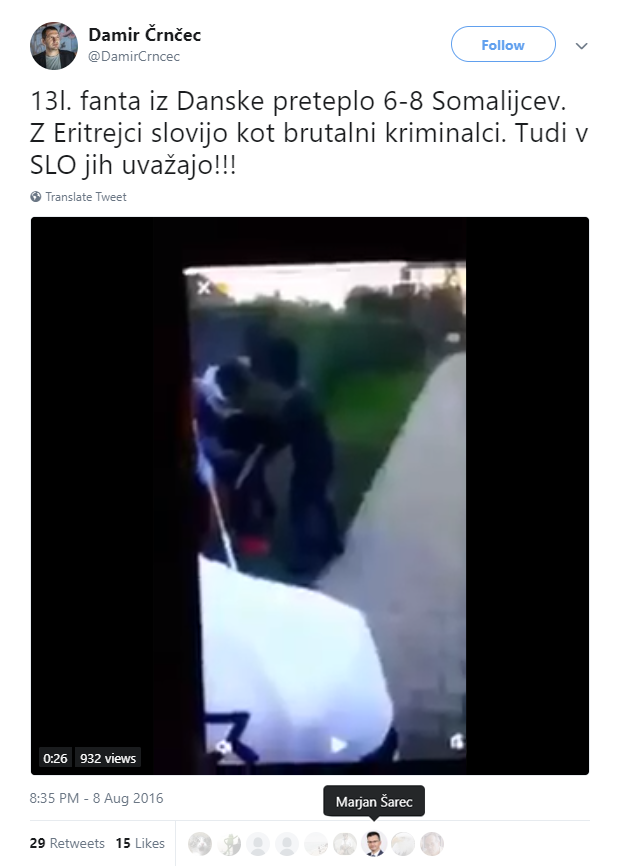 Damir Črnčec
@DamirCrncec
Follow
13l. fanta iz Danske preteplo 6-8 Somalijcev.
Z Eritrejci slovijo kot brutalni kriminalci. Tudi v
SLO jih uvažajo!!!
Translate Tweet
0:26 932 views
8:35 PM - 8 Aug 2016
Marjan Šarec
29 Retweets 15 Likes